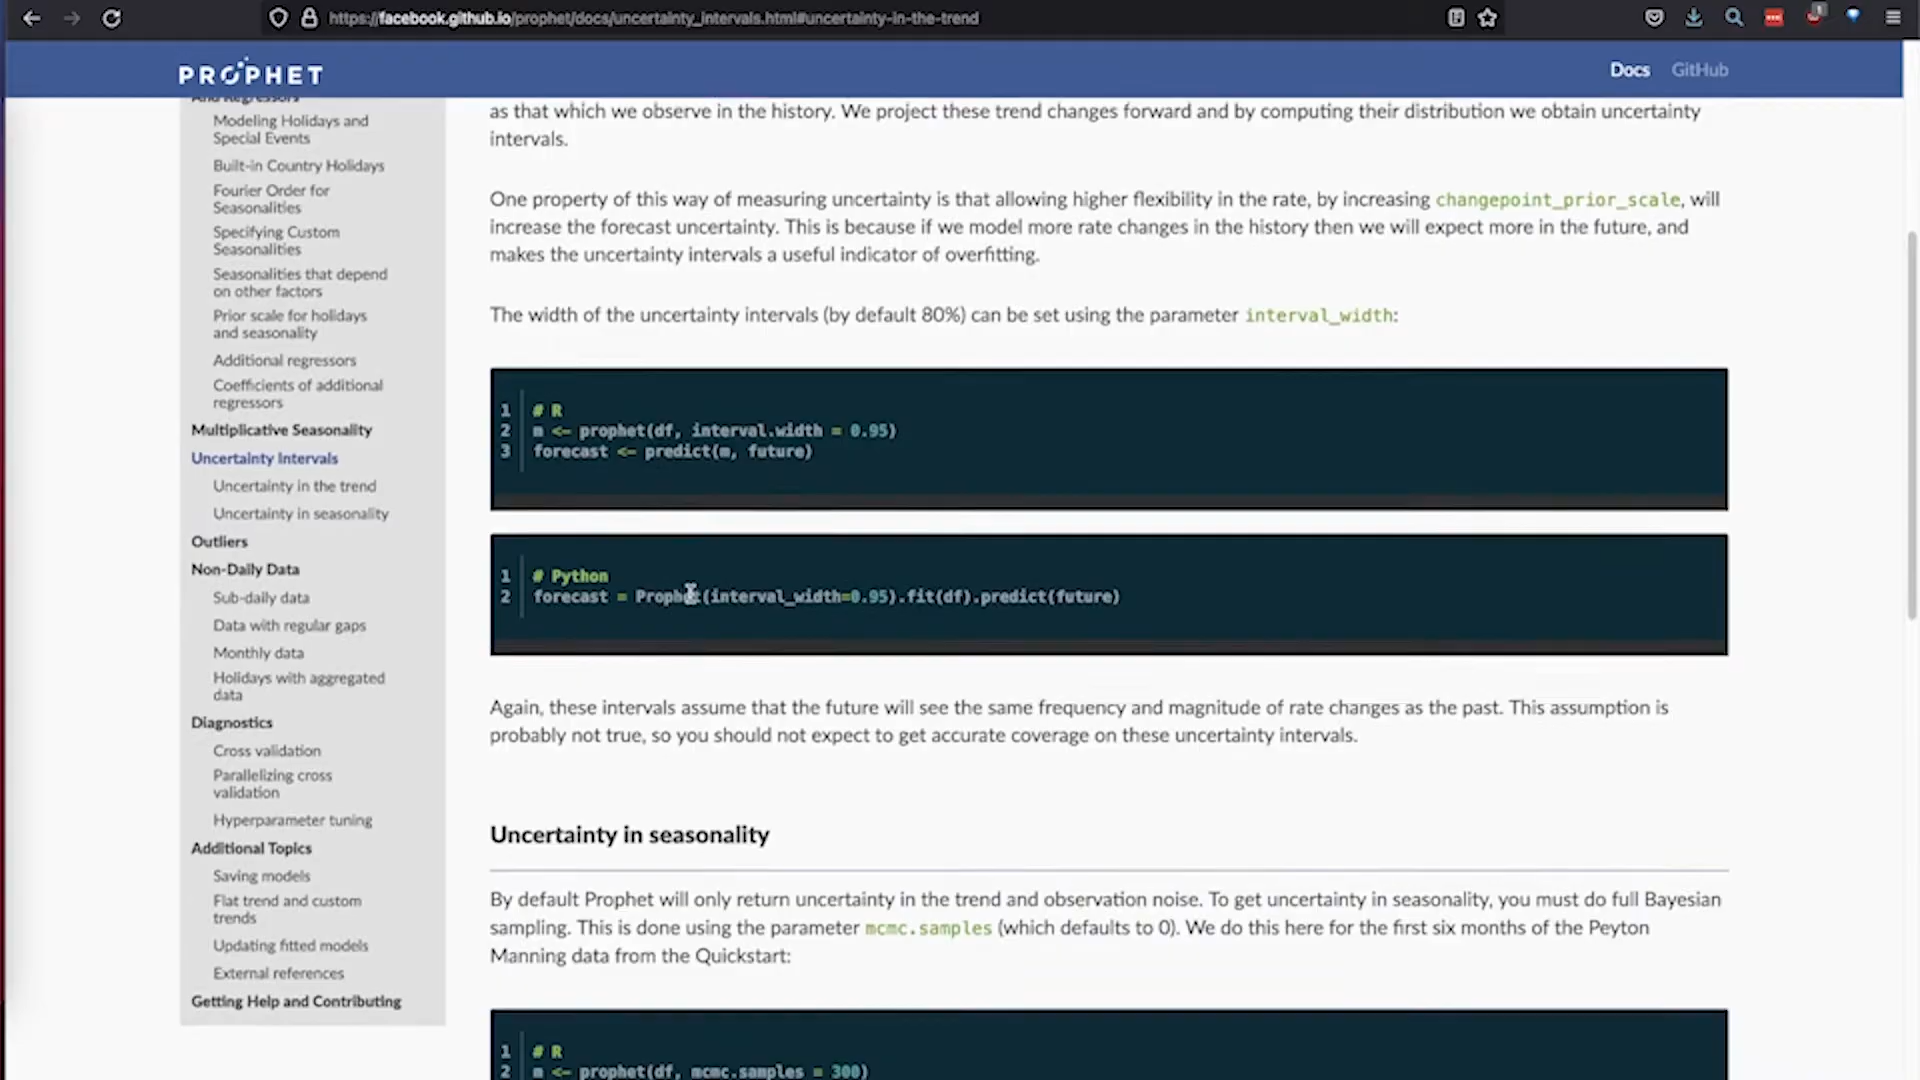 https://facebook.github.io/prophet/docs/uncertainty_intervals.html#uncertainty-in-the-trend
1
PROPHET
Docs
GitHub
And Regressors
Modeling Holidays and
Special Events
Built-in Country Holidays
Fourier Order for
Seasonalities
Specifying Custom
Seasonalities
Seasonalities that depend
on other factors
Prior scale for holidays
and seasonality
Additional regressors
Coefficients of additional
regressors
Multiplicative Seasonality
Uncertainty Intervals
Uncertainty in the trend
Uncertainty in seasonality
Outliers
Non-Daily Data
Sub-daily data
Data with regular gaps
Monthly data
Holidays with aggregated
data
Diagnostics
Cross validation
Parallelizing cross
validation
Hyperparameter tuning
Additional Topics
Saving models
Flat trend and custom
trends
Updating fitted models
External references
Getting Help and Contributing
as that which we observe in the history. We project these trend changes forward and by computing their distribution we obtain uncertainty
intervals.
One property of this way of measuring uncertainty is that allowing higher flexibility in the rate, by increasing changepoint_prior_scale, will
increase the forecast uncertainty. This is because if we model more rate changes in the history then we will expect more in the future, and
makes the uncertainty intervals a useful indicator of overfitting.
The width of the uncertainty intervals (by default 80%) can be set using the parameter interval_width:
1 # R
2 m <- prophet(df, interval.width = 0.95)
3 forecast <- predict(m, future)
1 # Python
2 forecast = Prophet(interval_width=0.95).fit(df).predict(future)
Again, these intervals assume that the future will see the same frequency and magnitude of rate changes as the past. This assumption is
probably not true, so you should not expect to get accurate coverage on these uncertainty intervals.
Uncertainty in seasonality
By default Prophet will only return uncertainty in the trend and observation noise. To get uncertainty in seasonality, you must do full Bayesian
sampling. This is done using the parameter mcmc.samples (which defaults to 0). We do this here for the first six months of the Peyton
Manning data from the Quickstart:
1 # R
2 m <- prophet(df, mcmc.samples = 300)